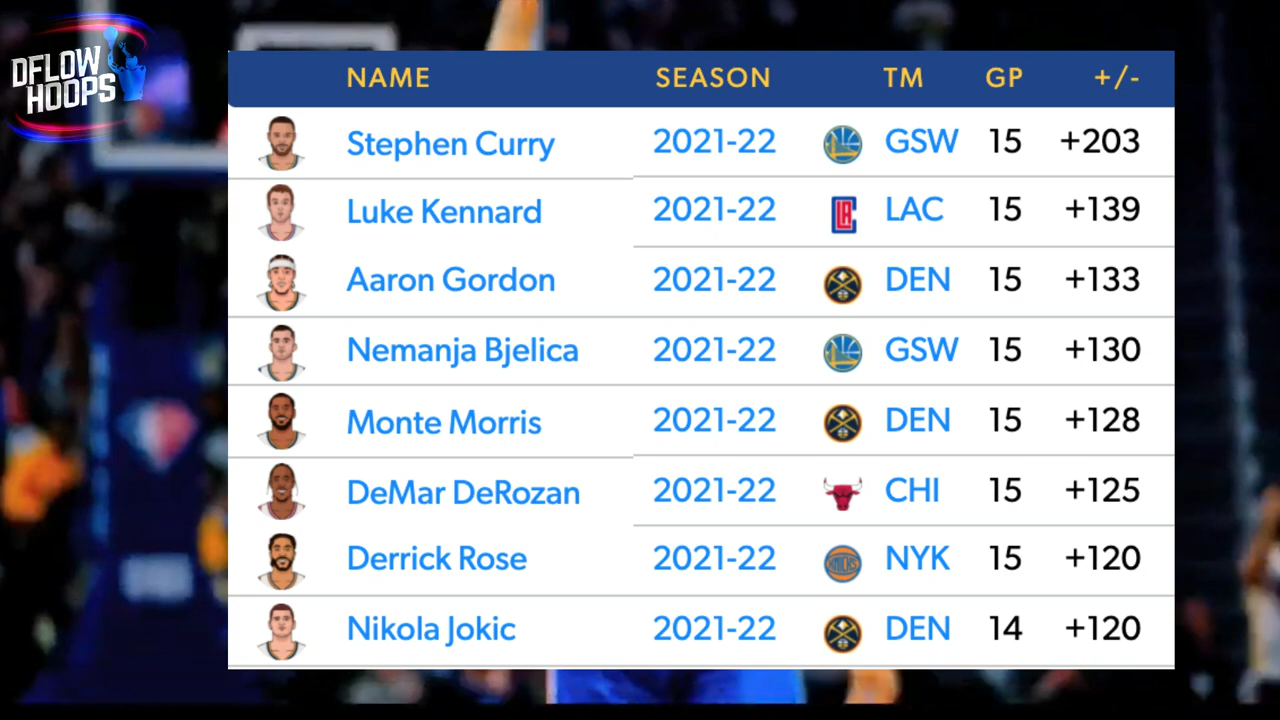 DFLOW
HOOPS
NAME SEASON TM GP +/-
Stephen Curry 2021-22 GSW 15 +203
Luke Kennard 2021-22 LAC 15 +139
Aaron Gordon 2021-22 DEN 15 +133
Nemanja Bjelica 2021-22 GSW 15 +130
Monte Morris 2021-22 DEN 15 +128
DeMar DeRozan 2021-22 CHI 15 +125
Derrick Rose 2021-22 NYK 15 +120
Nikola Jokic 2021-22 DEN 14 +120